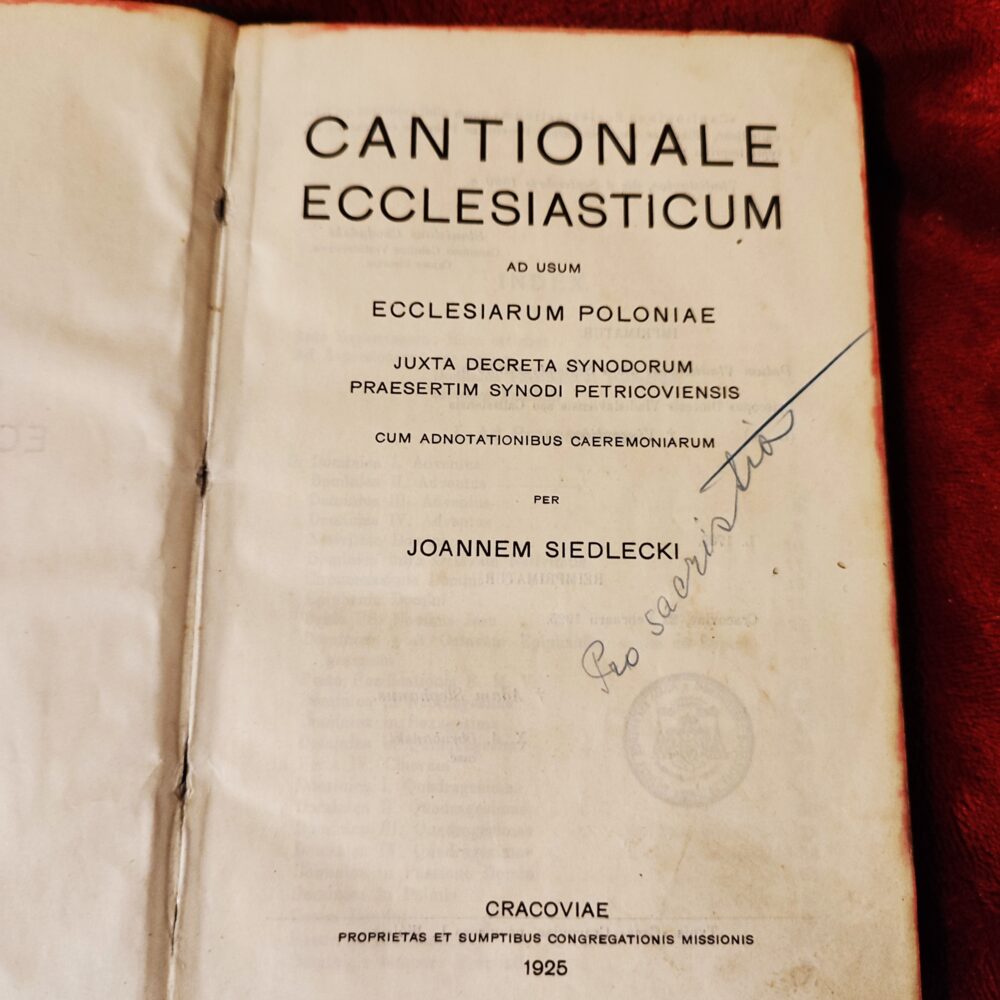 CANTIONALE
ECCLESIASTICUM
AD USUM
ECCLESIARUM POLONIAE
JUXTA DECRETA SYNODORUM
PRAESERTIM SYNODI PETRICOVIENSIS
CUM ADNOTATIONIBUS CAEREMONIARUM
PER
JOANNEM SIEDLECKI
Pro sacristia
CRACOVIAE
PROPRIETAS ET SUMPTIBUS CONGREGATIONIS MISSIONIS
1925